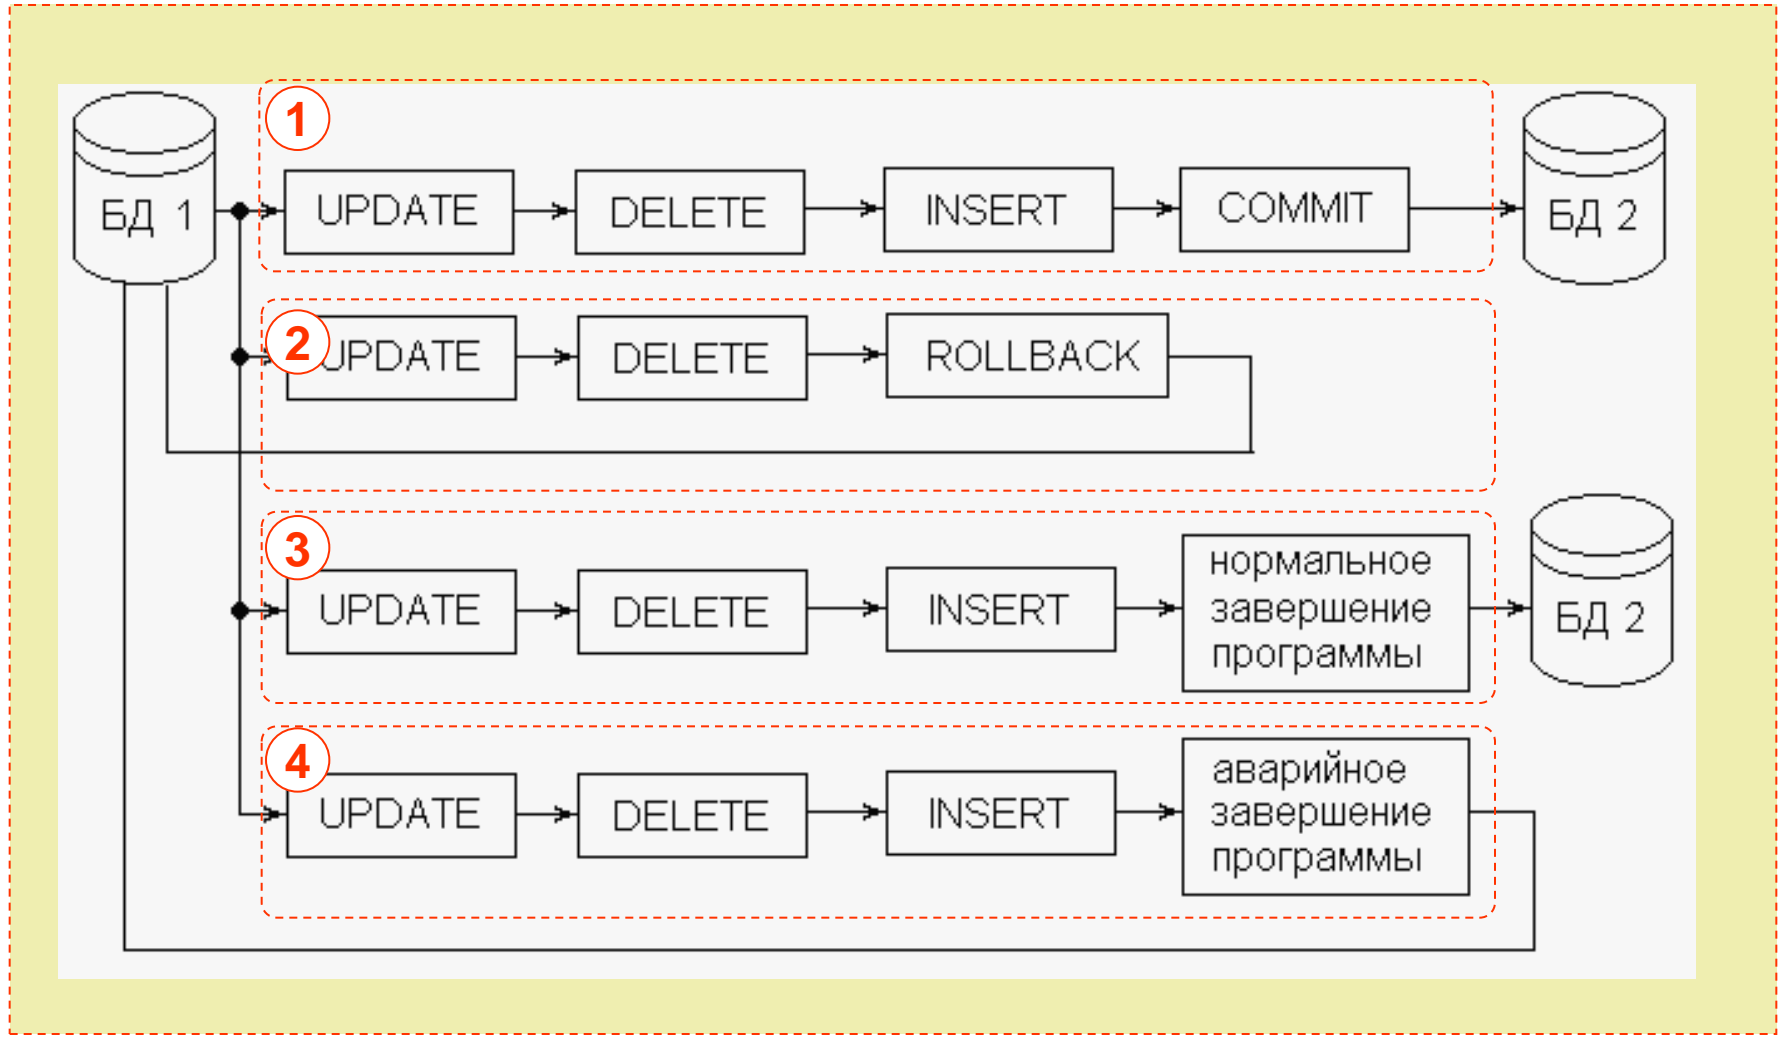 1
БД 1
UPDATE
DELETE
INSERT
COMMIT
БД 2
2
UPDATE
DELETE
ROLLBACK
3
UPDATE
DELETE
INSERT
нормальное
завершение
программы
БД 2
4
UPDATE
DELETE
INSERT
аварийное
завершение
программы